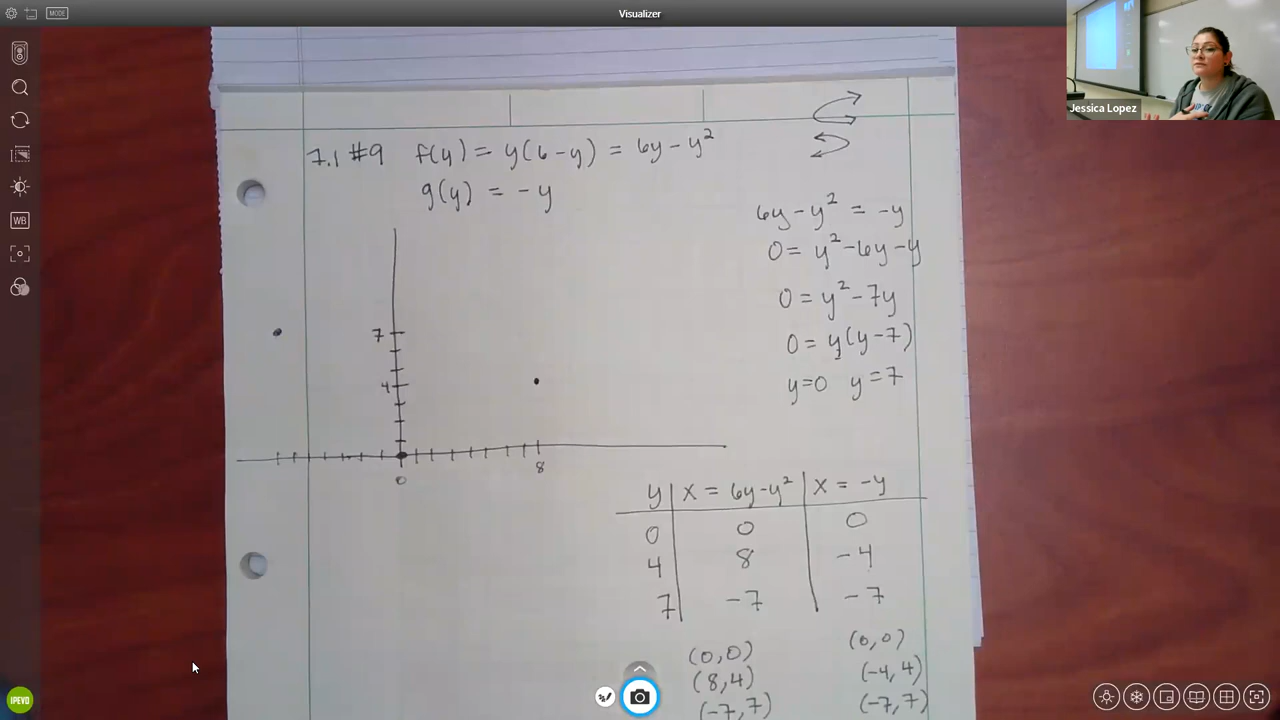 MODE
Visualizer
Jessica Lopez
WB
7.1 #9 f(y) = y(6-y) = 6y - y²
g(y) = -y
6y - y² = -y
0 = y² - 6y - y
0 = y² - 7y
0 = y(y-7)
y=0 y=7
7
4
0
8
y x = 6y-y² x = -y
0 0 0
4 8 -4
7 -7 -7
(0,0) (0,0)
(8,4) (-4,4)
(-7,7) (-7,7)
IPEVO